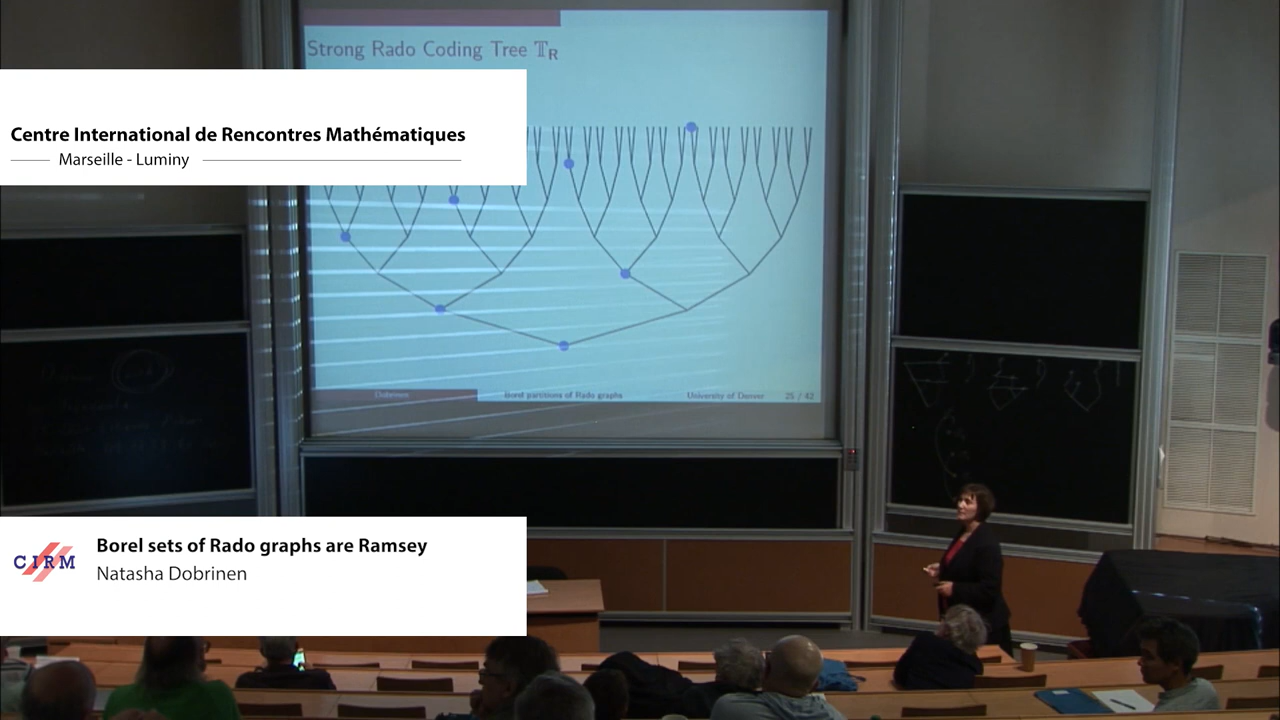 Strong Rado Coding Tree 𝕋R
Centre International de Rencontres Mathématiques
Marseille - Luminy
Dobrinen
Borel partitions of Rado graphs
University of Denver
25 / 42
CIRM
Borel sets of Rado graphs are Ramsey
Natasha Dobrinen